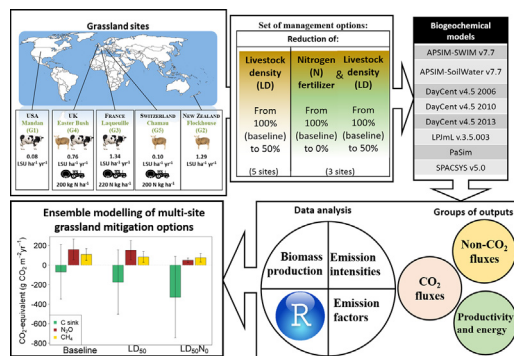 Grassland sites
USA
Mandan
(G1)
0.08
LSU ha⁻¹ yr⁻¹
UK
Easter Bush
(G4)
0.76
LSU ha⁻¹ yr⁻¹
200 kg N ha⁻¹
FRANCE
Laqueuille
(G3)
1.34
LSU ha⁻¹ yr⁻¹
220 kg N ha⁻¹
SWITZERLAND
Chamau
(G5)
0.10
LSU ha⁻¹ yr⁻¹
200 kg N ha⁻¹
NEW ZEALAND
Flockhouse
(G2)
1.29
LSU ha⁻¹ yr⁻¹
Set of management options:
Reduction of:
Livestock
density
(LD)
From
100%
(baseline)
to 50%
(5 sites)
Nitrogen
(N)
fertilizer
From
100%
(baseline)
to 0%
&
Livestock
density
(LD)
From
100%
(baseline)
to 50%
(3 sites)
Biogeochemical
models
APSIM-SWIM v7.7
APSIM-SoilWater v7.7
DayCent v4.5 2006
DayCent v4.5 2010
DayCent v4.5 2013
LPJmL v.3.5.003
PaSim
SPACSYS v5.0
Ensemble modelling of multi-site
grassland mitigation options
CO₂-equivalent (g CO₂ m⁻² yr⁻¹)
200
0
-200
-400
-600
-800
C sink
N₂O
CH₄
Baseline
LD₅₀
LD₅₀N₀
Data analysis
Biomass
production
Emission
intensities
R
Emission
factors
Groups of outputs
Non-CO₂
fluxes
CO₂
fluxes
Productivity
and energy